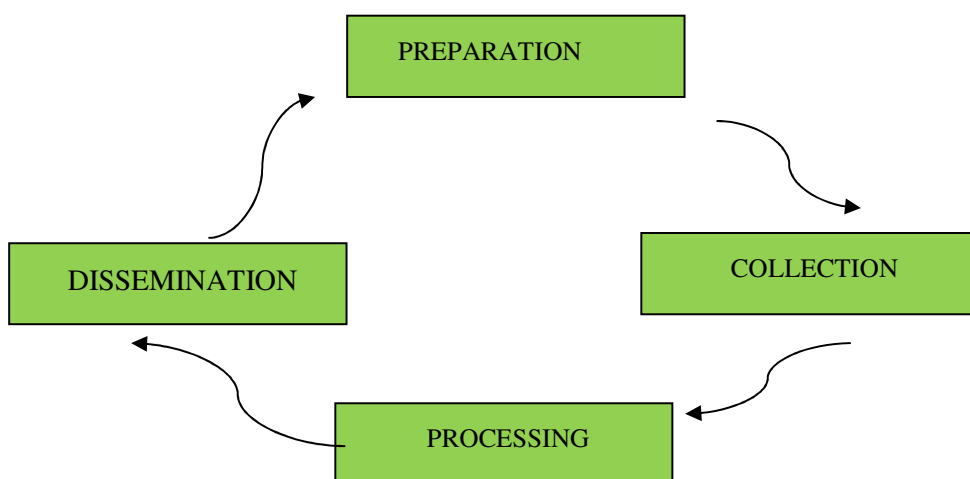 PREPARATION
COLLECTION
DISSEMINATION
PROCESSING